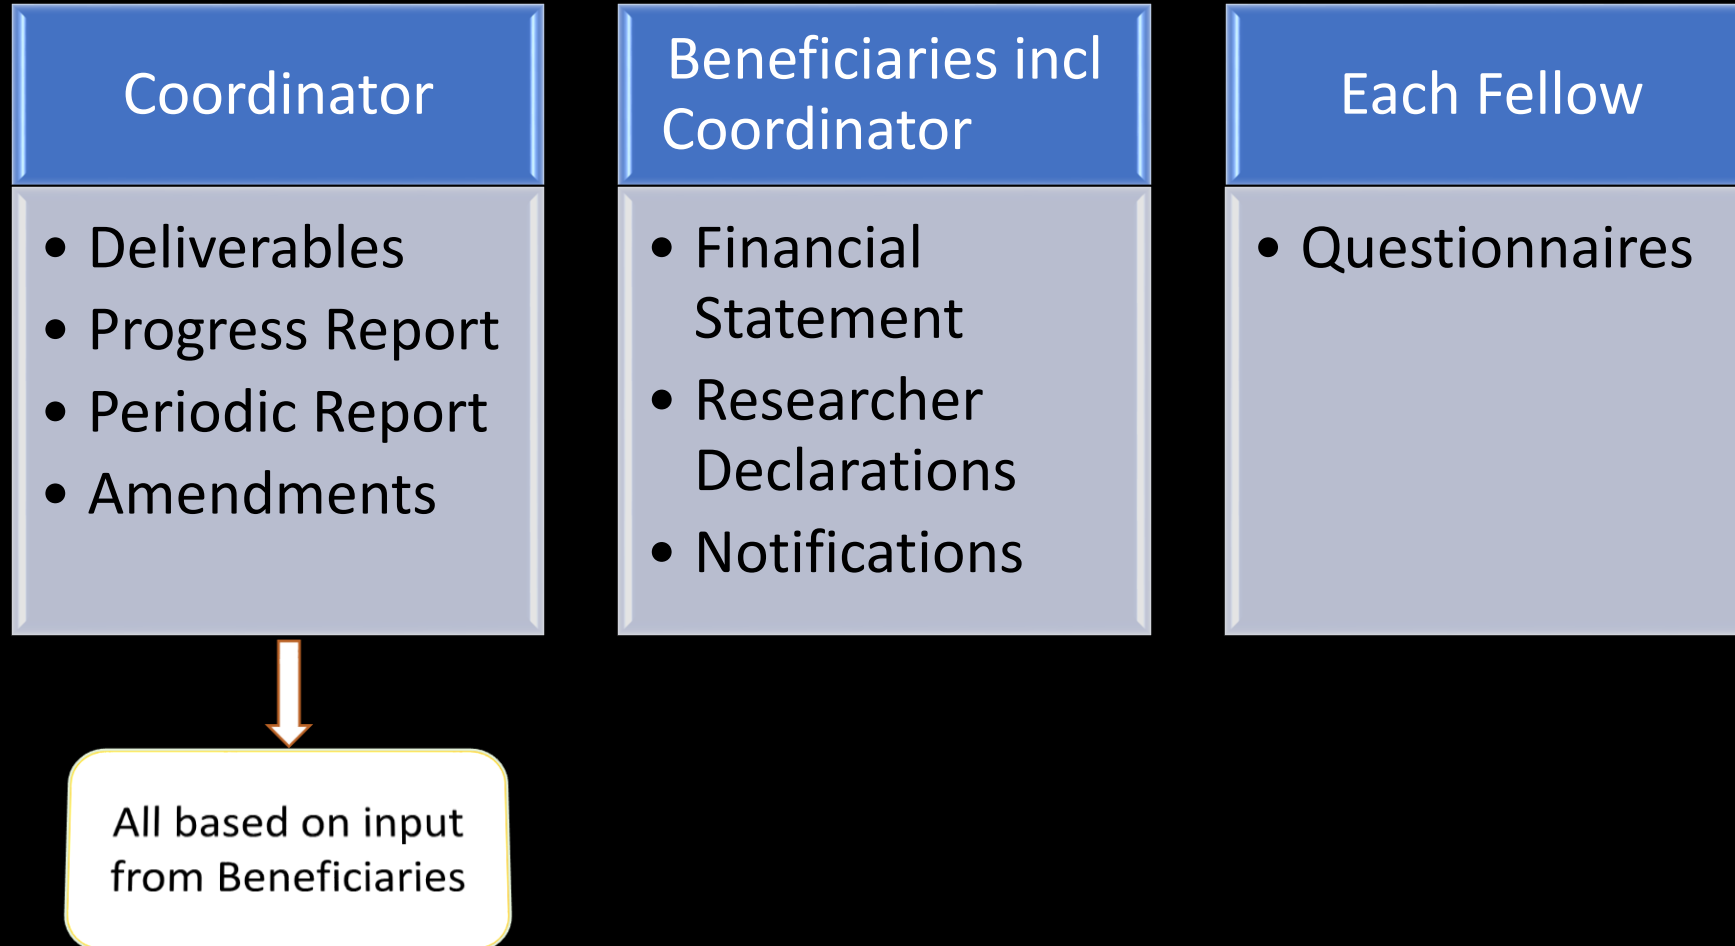 Coordinator
• Deliverables
• Progress Report
• Periodic Report
• Amendments
All based on input
from Beneficiaries
Beneficiaries incl
Coordinator
• Financial
Statement
• Researcher
Declarations
• Notifications
Each Fellow
• Questionnaires